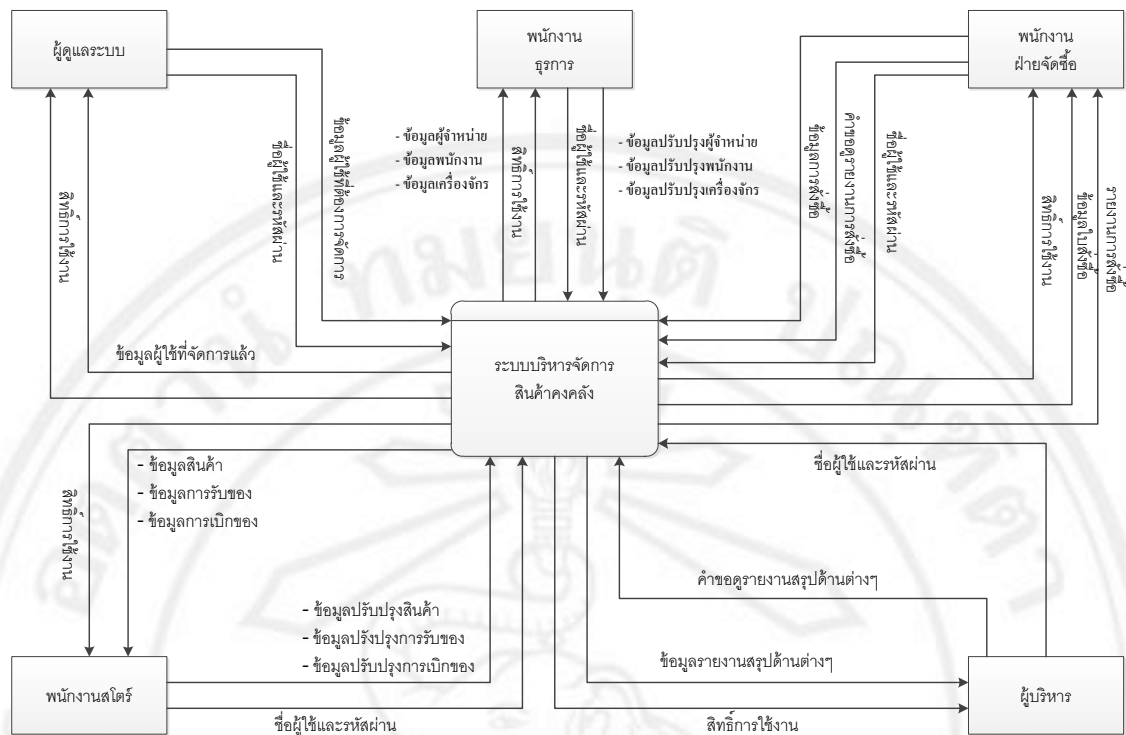 ผู้ดูแลระบบ
พนักงาน
ธุรการ
พนักงาน
ฝ่ายจัดซื้อ
สิทธิ์การใช้งาน
ข้อมูลผู้ใช้ที่จัดการแล้ว
ชื่อผู้ใช้และรหัสผ่าน
ข้อมูลผู้ใช้ที่ต้องการจัดการ
- ข้อมูลผู้จำหน่าย
- ข้อมูลพนักงาน
- ข้อมูลเครื่องจักร
สิทธิ์การใช้งาน
ชื่อผู้ใช้และรหัสผ่าน
- ข้อมูลปรับปรุงผู้จำหน่าย
- ข้อมูลปรับปรุงพนักงาน
- ข้อมูลปรับปรุงเครื่องจักร
ข้อมูลการสั่งซื้อ
คำขอดูรายงานการสั่งซื้อ
ชื่อผู้ใช้และรหัสผ่าน
สิทธิ์การใช้งาน
ข้อมูลใบสั่งซื้อ
รายงานการสั่งซื้อ
ระบบบริหารจัดการ
สินค้าคงคลัง
สิทธิ์การใช้งาน
- ข้อมูลสินค้า
- ข้อมูลการรับของ
- ข้อมูลการเบิกของ
ชื่อผู้ใช้และรหัสผ่าน
คำขอดูรายงานสรุปด้านต่างๆ
- ข้อมูลปรับปรุงสินค้า
- ข้อมูลปรังปรุงการรับของ
- ข้อมูลปรับปรุงการเบิกของ
ข้อมูลรายงานสรุปด้านต่างๆ
พนักงานสโตร์
ผู้บริหาร
ชื่อผู้ใช้และรหัสผ่าน
สิทธิ์การใช้งาน